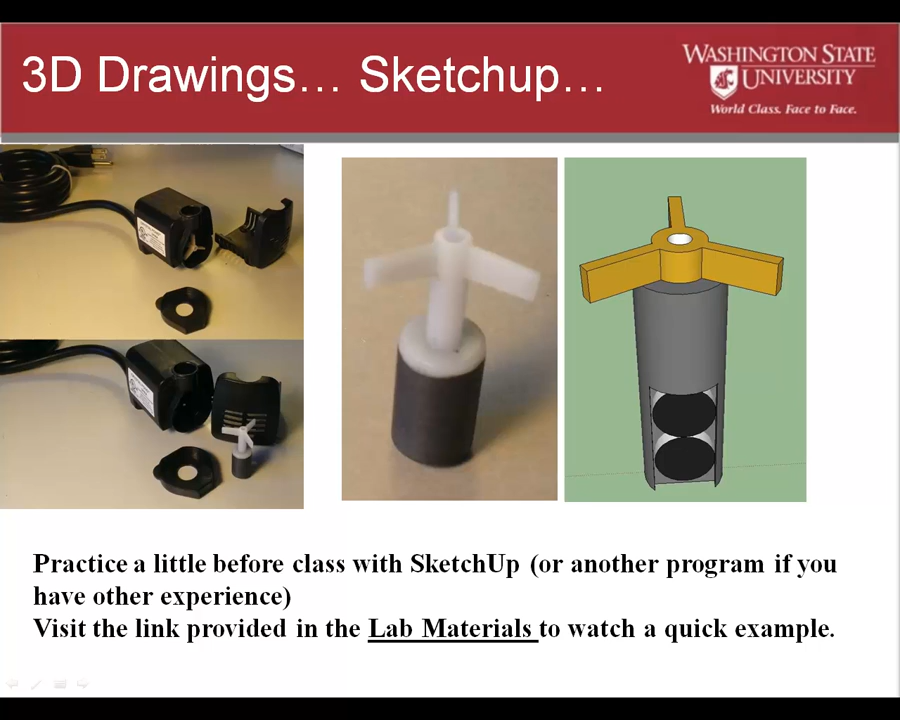 3D Drawings… Sketchup…
WASHINGTON STATE
UNIVERSITY
World Class. Face to Face.
Practice a little before class with SketchUp (or another program if you
have other experience)
Visit the link provided in the Lab Materials to watch a quick example.